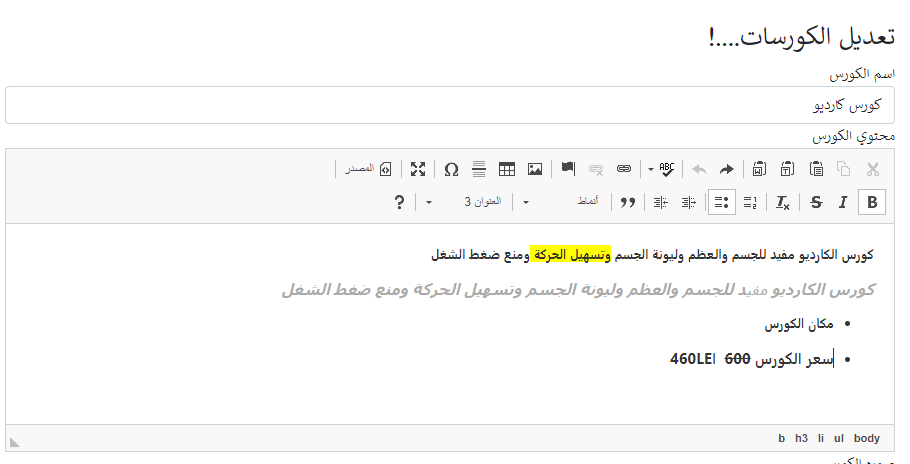 تعديل الكورسات....!
اسم الكورس
كورس كارديو
محتوي الكورس
المصدر
العنوان 3
أنماط
كورس الكارديو مفيد للجسم والعظم وليونة الجسم وتسهيل الحركة ومنع ضغط الشغل
كورس الكارديو مفيد للجسم والعظم وليونة الجسم وتسهيل الحركة ومنع ضغط الشغل
مكان الكورس
سعر الكورس 600 460LEا
body ul li h3 b